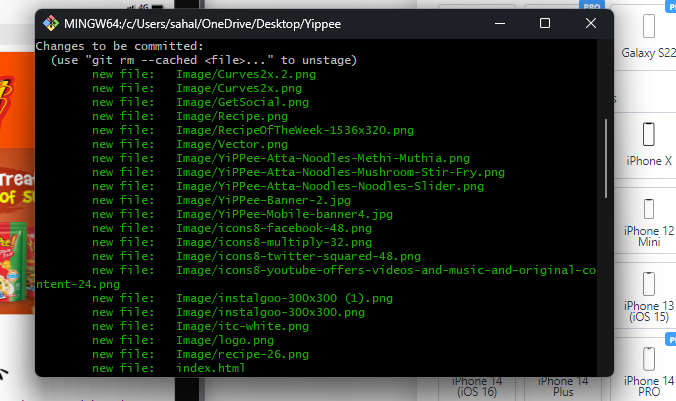 4G
PRO
MINGW64:/c/Users/sahal/OneDrive/Desktop/Yippee
Changes to be committed:
(use "git rm --cached <file>..." to unstage)
new file: Image/Curves2x.2.png
new file: Image/Curves2x.png
new file: Image/GetSocial.png
new file: Image/Recipe.png
new file: Image/RecipeOfTheWeek-1536x320.png
new file: Image/Vector.png
new file: Image/YiPPee-Atta-Noodles-Methi-Muthia.png
new file: Image/YiPPee-Atta-Noodles-Mushroom-Stir-Fry.png
new file: Image/YiPPee-Atta-Noodles-Noodles-Slider.png
new file: Image/YiPPee-Banner-2.jpg
new file: Image/YiPPee-Mobile-banner4.jpg
new file: Image/icons8-facebook-48.png
new file: Image/icons8-multiply-32.png
new file: Image/icons8-twitter-squared-48.png
new file: Image/icons8-youtube-offers-videos-and-music-and-original-co
ntent-24.png
new file: Image/instalgoo-300x300 (1).png
new file: Image/instalgoo-300x300.png
new file: Image/itc-white.png
new file: Image/logo.png
new file: Image/recipe-26.png
new file: index.html
Galaxy S22
iPhone X
iPhone 12
Mini
iPhone 13
(iOS 15)
iPhone 14
(iOS 16)
iPhone 14
Plus
iPhone 14
PRO